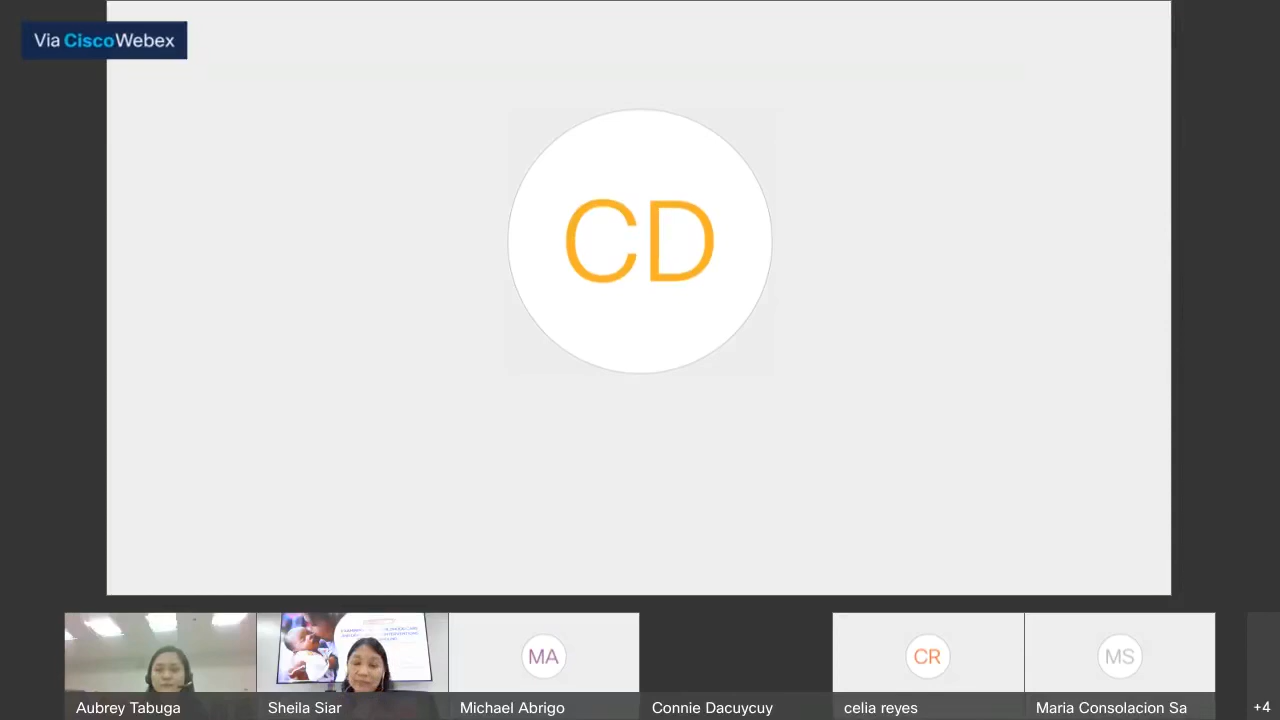 Via CiscoWebex
CD
MA
CR
MS
Aubrey Tabuga
Sheila Siar
Michael Abrigo
Connie Dacuycuy
celia reyes
Maria Consolacion Sa
+4